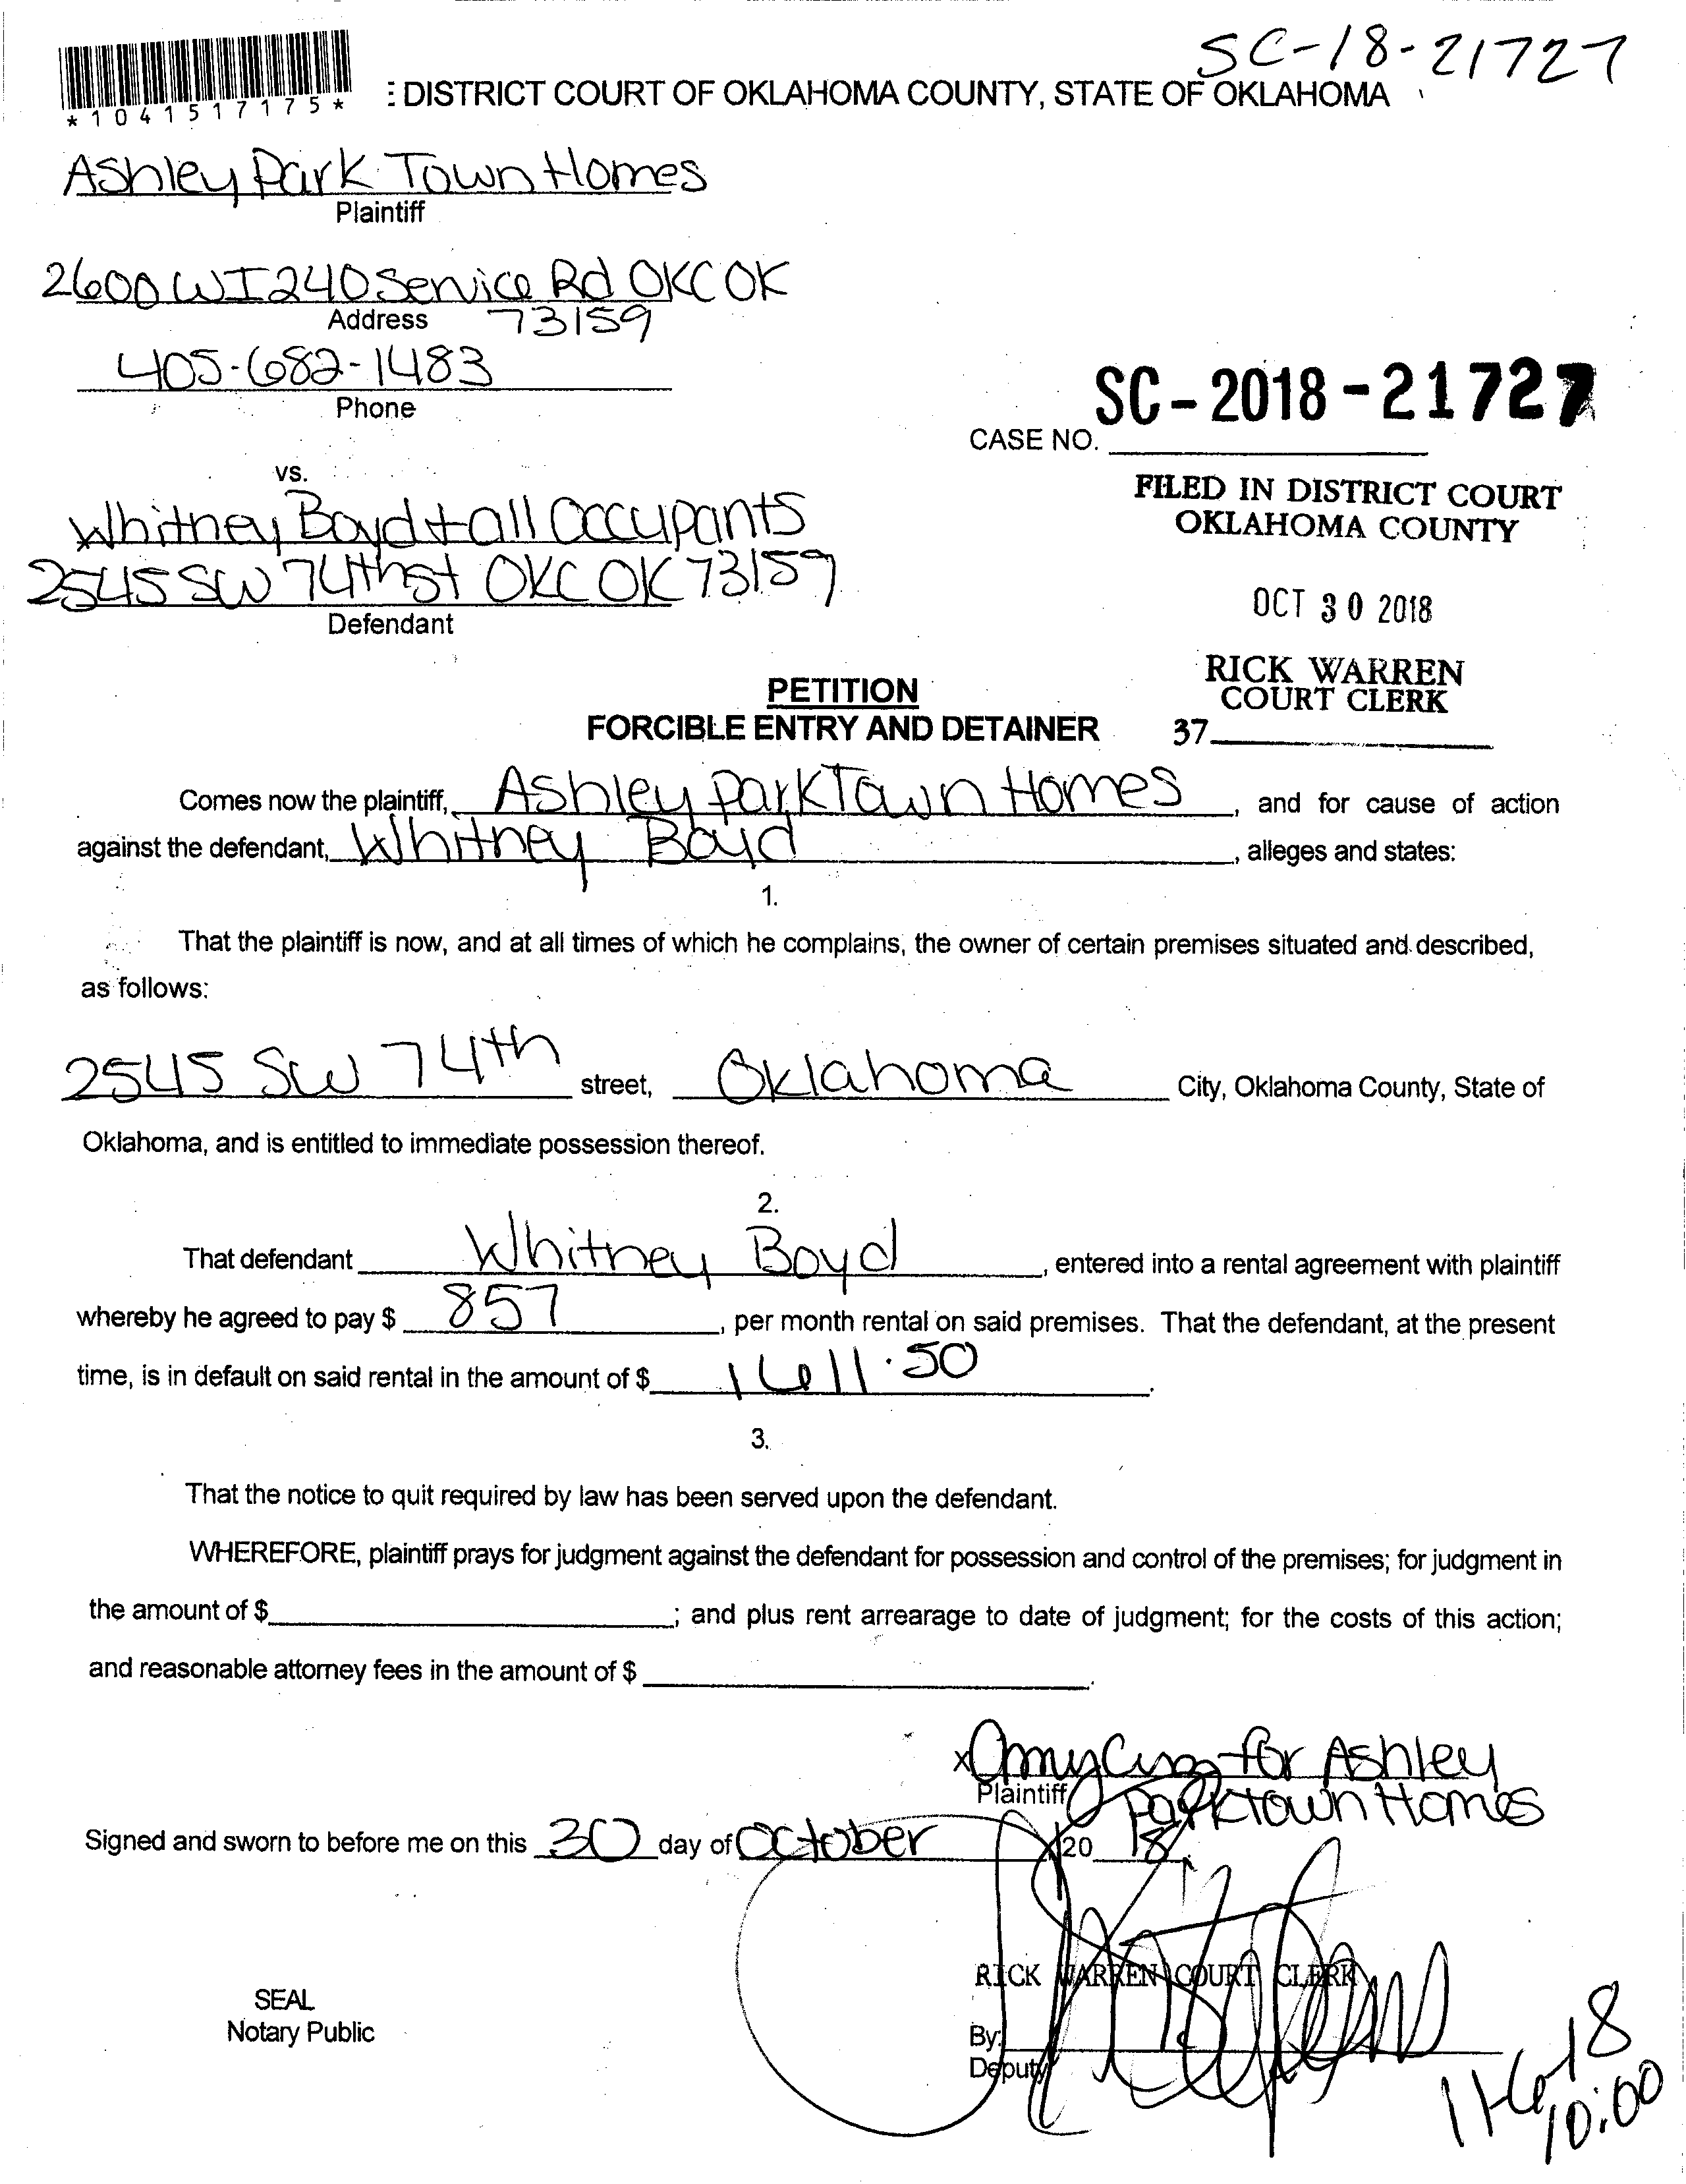 SC-18-21727
*1041517175*
: DISTRICT COURT OF OKLAHOMA COUNTY, STATE OF OKLAHOMA
Ashley Park Town Homes
Plaintiff
2600 W I 240 Service Rd OKC OK
Address 73159
405-682-1483
Phone
SC-2018-21727
CASE NO.
vs.
FILED IN DISTRICT COURT
OKLAHOMA COUNTY
Whitney Boyd + all Occupants
2545 SW 74th st OKC OK 73159
Defendant
OCT 30 2018
RICK WARREN
COURT CLERK
37
PETITION
FORCIBLE ENTRY AND DETAINER
Comes now the plaintiff, Ashley Park Town Homes, and for cause of action
against the defendant, Whitney Boyd, alleges and states:
1.
That the plaintiff is now, and at all times of which he complains, the owner of certain premises situated and described,
as follows:
2545 SW 74th street, Oklahoma City, Oklahoma County, State of
Oklahoma, and is entitled to immediate possession thereof.
2.
That defendant Whitney Boyd, entered into a rental agreement with plaintiff
whereby he agreed to pay $ 857, per month rental on said premises. That the defendant, at the present
time, is in default on said rental in the amount of $ 1611.50.
3.
That the notice to quit required by law has been served upon the defendant.
WHEREFORE, plaintiff prays for judgment against the defendant for possession and control of the premises; for judgment in
the amount of $ ; and plus rent arrearage to date of judgment; for the costs of this action;
and reasonable attorney fees in the amount of $ .
x Amy for Ashley
Plaintiff Park Town Homes
Signed and sworn to before me on this 30 day of October, 20 18.
RICK WARREN COURT CLERK
SEAL
Notary Public
By:
Deputy
11-6-18
10:00